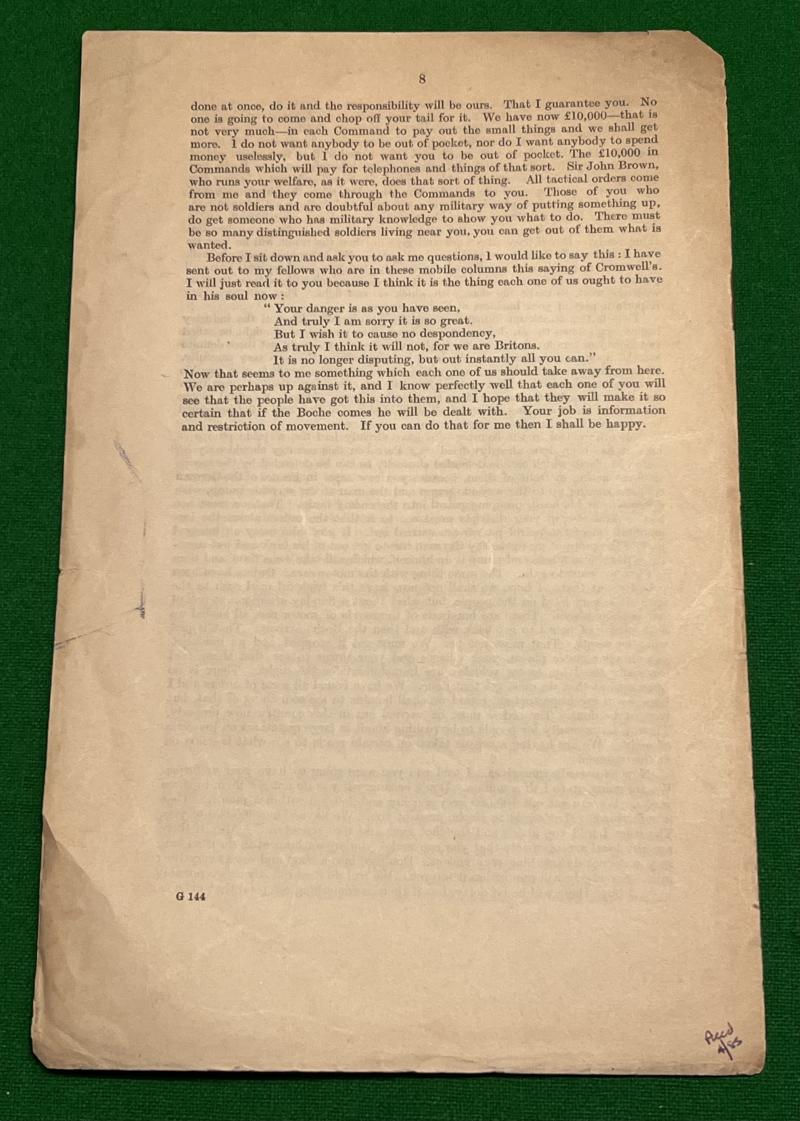 8
done at once, do it and the responsibility will be ours. That I guarantee you. No
one is going to come and chop off your tail for it. We have now £10,000—that is
not very much—in each Command to pay out the small things and we shall get
more. I do not want anybody to be out of pocket, nor do I want anybody to spend
money uselessly, but I do not want you to be out of pocket. The £10,000 in
Commands which will pay for telephones and things of that sort. Sir John Brown,
who runs your welfare, as it were, does that sort of thing. All tactical orders come
from me and they come through the Commands to you. Those of you who
are not soldiers and are doubtful about any military way of putting something up,
do get someone who has military knowledge to show you what to do. There must
be so many distinguished soldiers living near you, you can get out of them what is
wanted.
Before I sit down and ask you to ask me questions, I would like to say this : I have
sent out to my fellows who are in these mobile columns this saying of Cromwell's.
I will just read it to you because I think it is the thing each one of us ought to have
in his soul now :
" Your danger is as you have seen,
And truly I am sorry it is so great.
But I wish it to cause no despondency,
As truly I think it will not, for we are Britons.
It is no longer disputing, but out instantly all you can."
Now that seems to me something which each one of us should take away from here.
We are perhaps up against it, and I know perfectly well that each one of you will
see that the people have got this into them, and I hope that they will make it so
certain that if the Boche comes he will be dealt with. Your job is information
and restriction of movement. If you can do that for me then I shall be happy.
G 144
4/85